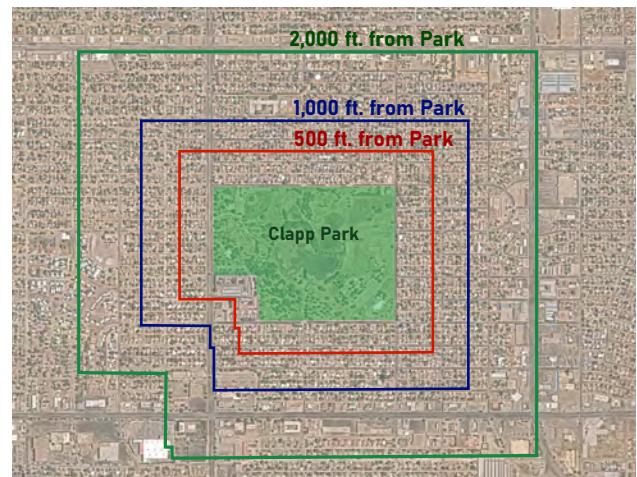 2,000 ft. from Park
1,000 ft. from Park
500 ft. from Park
Clapp Park